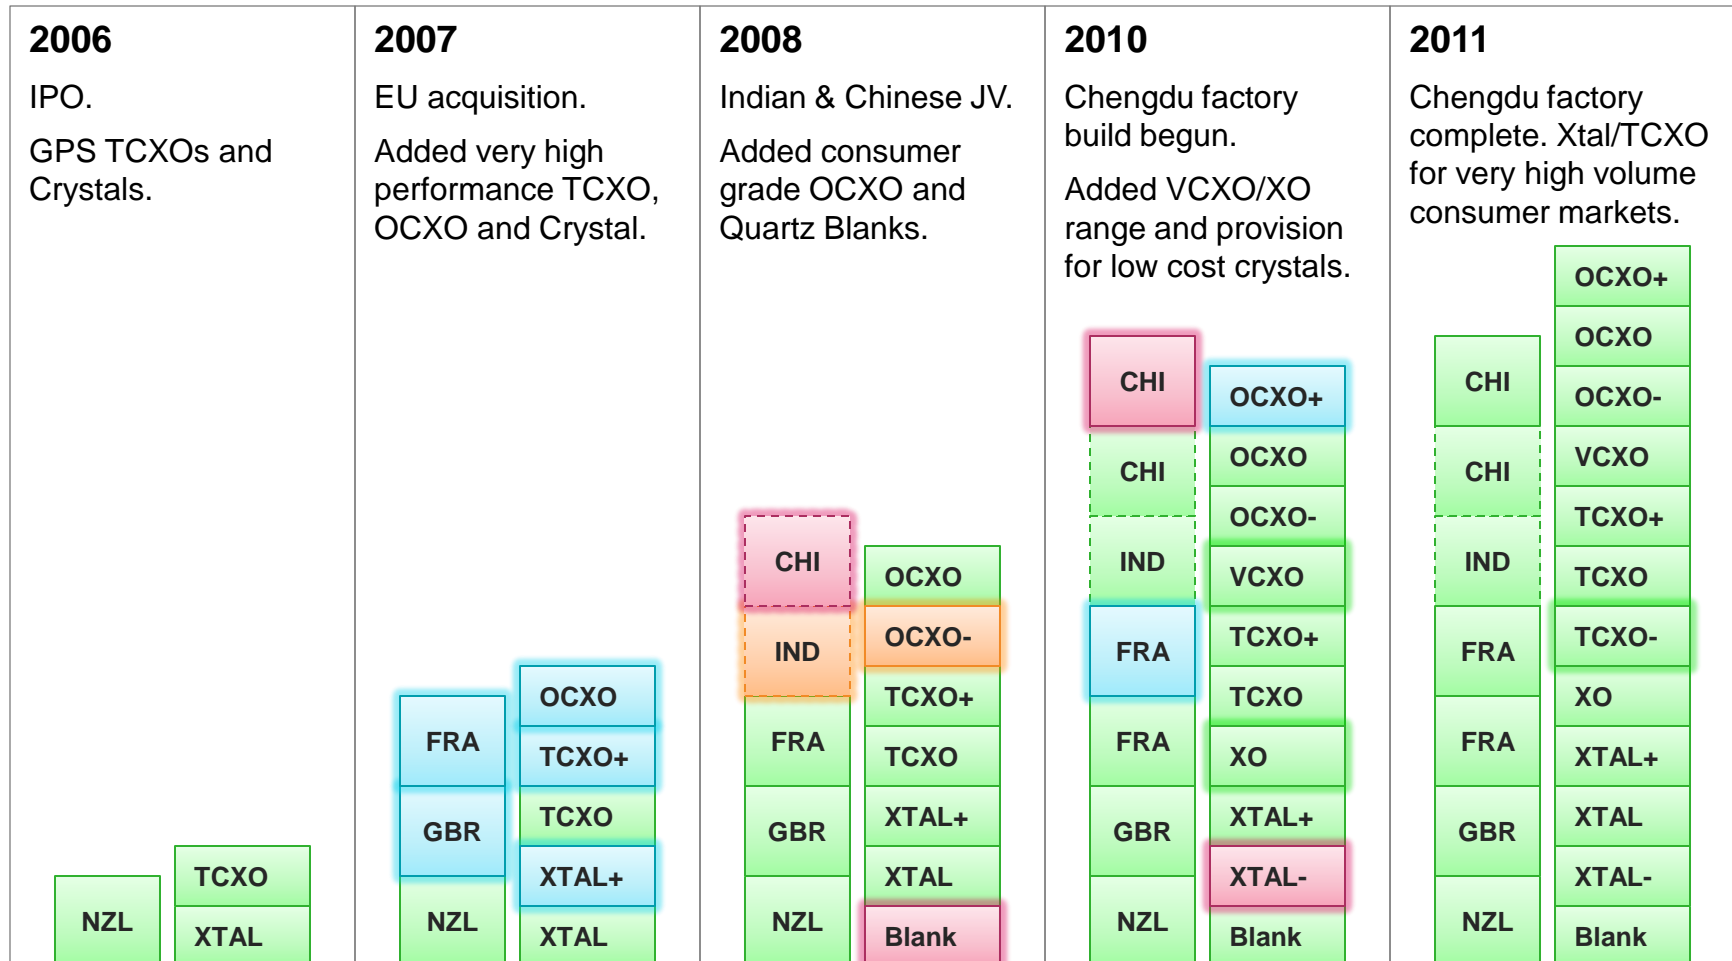 2006
IPO.
GPS TCXOs and
Crystals.
NZL
TCXO
XTAL
2007
EU acquisition.
Added very high
performance TCXO,
OCXO and Crystal.
FRA
GBR
NZL
OCXO
TCXO+
TCXO
XTAL+
XTAL
2008
Indian & Chinese JV.
Added consumer
grade OCXO and
Quartz Blanks.
CHI
IND
FRA
GBR
NZL
OCXO
OCXO-
TCXO+
TCXO
XTAL+
XTAL
Blank
2010
Chengdu factory
build begun.
Added VCXO/XO
range and provision
for low cost crystals.
CHI
CHI
IND
FRA
FRA
GBR
NZL
OCXO+
OCXO
OCXO-
VCXO
TCXO+
TCXO
XO
XTAL+
XTAL-
Blank
2011
Chengdu factory
complete. Xtal/TCXO
for very high volume
consumer markets.
CHI
CHI
IND
FRA
FRA
GBR
NZL
OCXO+
OCXO
OCXO-
VCXO
TCXO+
TCXO
TCXO-
XO
XTAL+
XTAL
XTAL-
Blank